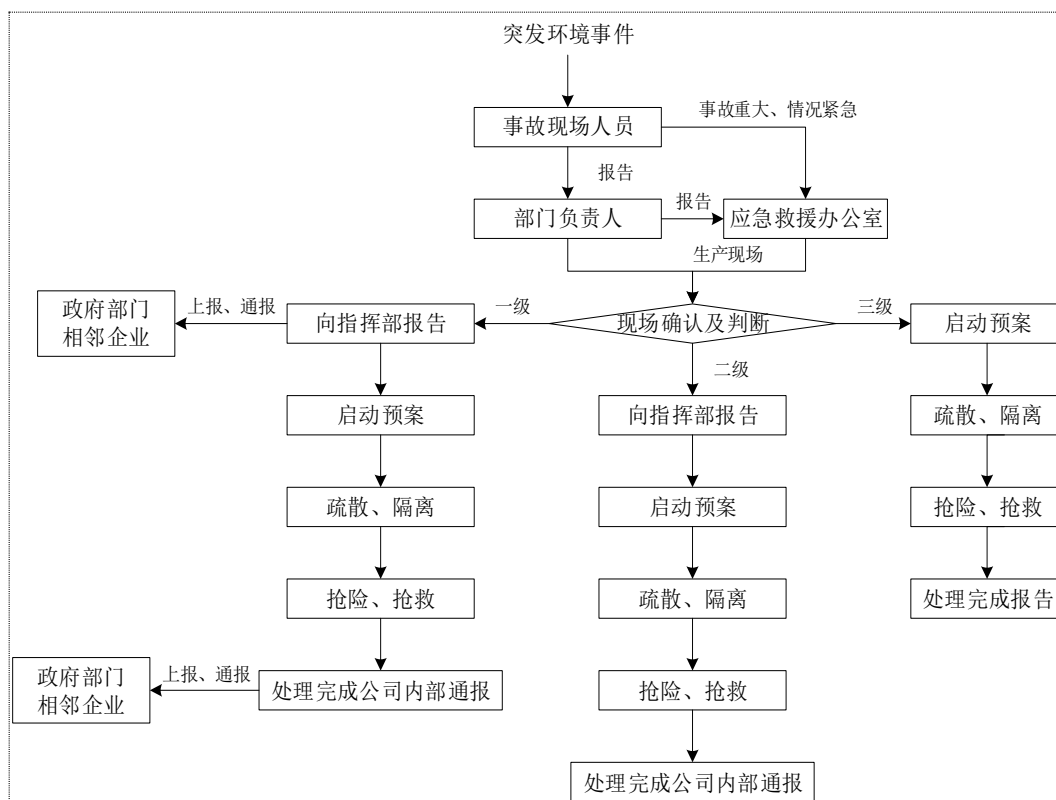 突发环境事件
事故现场人员
事故重大、情况紧急
报告
部门负责人
报告
应急救援办公室
生产现场
政府部门
相邻企业
上报、通报
向指挥部报告
一级
现场确认及判断
三级
启动预案
二级
启动预案
向指挥部报告
疏散、隔离
疏散、隔离
启动预案
抢险、抢救
抢险、抢救
疏散、隔离
处理完成报告
政府部门
相邻企业
上报、通报
处理完成公司内部通报
抢险、抢救
处理完成公司内部通报